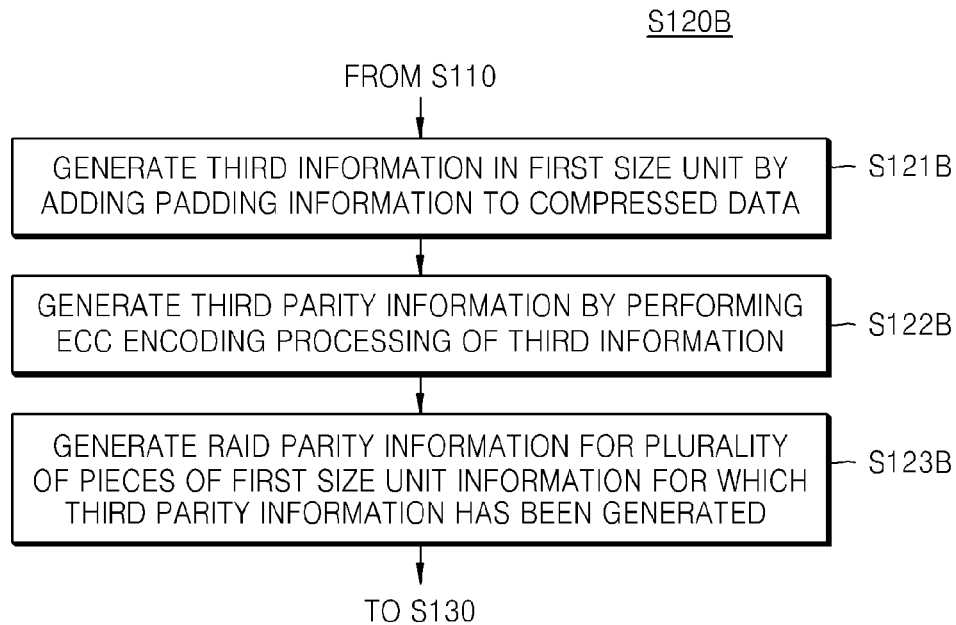 S120B
FROM S110
GENERATE THIRD INFORMATION IN FIRST SIZE UNIT BY
ADDING PADDING INFORMATION TO COMPRESSED DATA
S121B
GENERATE THIRD PARITY INFORMATION BY PERFORMING
ECC ENCODING PROCESSING OF THIRD INFORMATION
S122B
GENERATE RAID PARITY INFORMATION FOR PLURALITY
OF PIECES OF FIRST SIZE UNIT INFORMATION FOR WHICH
THIRD PARITY INFORMATION HAS BEEN GENERATED
S123B
TO S130